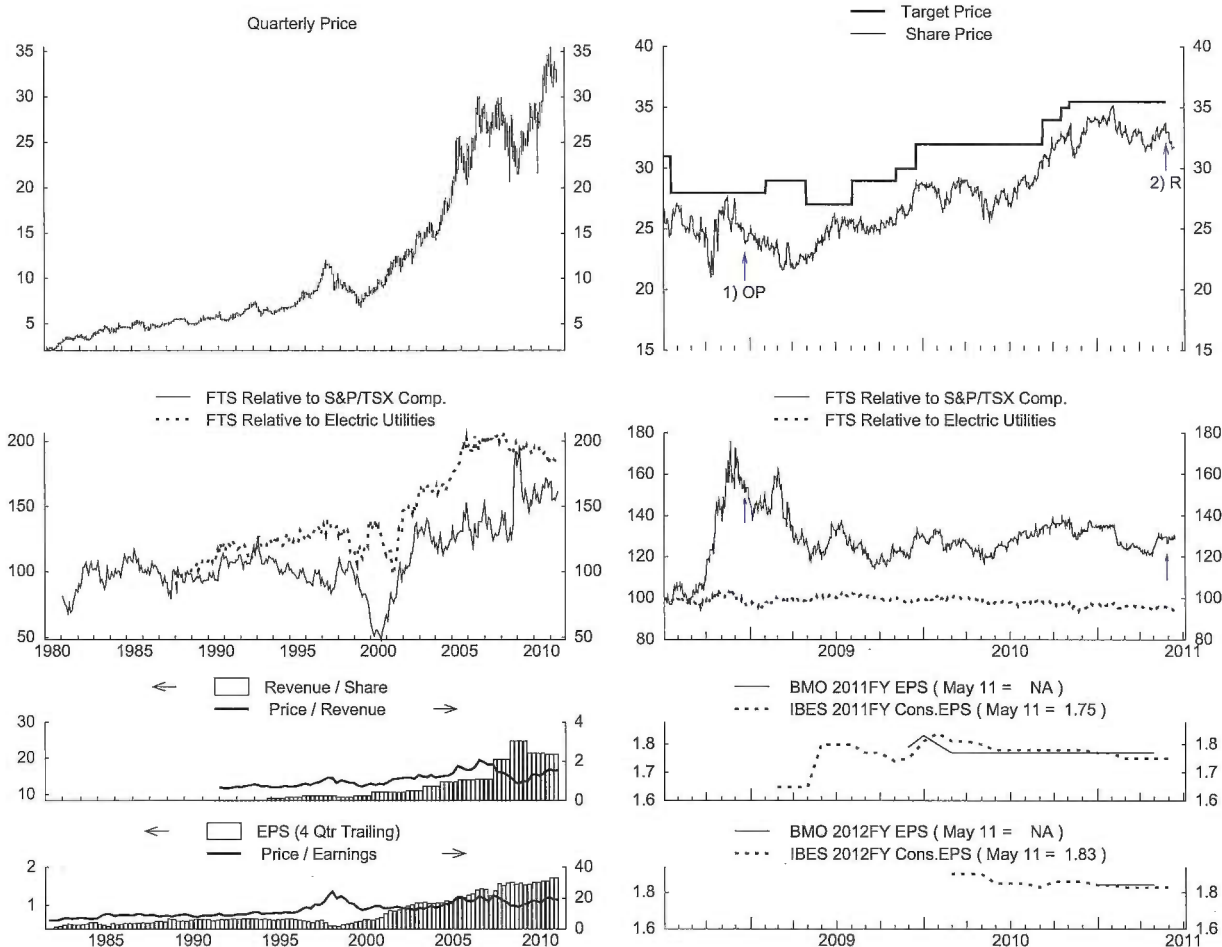 Quarterly Price
35 35
30 30
25 25
20 20
15 15
10 10
5 5
Target Price
Share Price
40 40
35 35
30 30
25 25
20 20
15 15
1) OP
2) R
FTS Relative to S&P/TSX Comp.
FTS Relative to Electric Utilities
200 200
150 150
100 100
50 50
1980 1985 1990 1995 2000 2005 2010
FTS Relative to S&P/TSX Comp.
FTS Relative to Electric Utilities
180 180
160 160
140 140
120 120
100 100
80 80
2009 2010 2011
Revenue / Share
Price / Revenue
30 4
20 2
10 0
BMO 2011FY EPS ( May 11 = NA )
IBES 2011FY Cons.EPS ( May 11 = 1.75 )
1.8 1.8
1.7 1.7
1.6 1.6
EPS (4 Qtr Trailing)
Price / Earnings
2 40
1 20
0
1985 1990 1995 2000 2005 2010
BMO 2012FY EPS ( May 11 = NA )
IBES 2012FY Cons.EPS ( May 11 = 1.83 )
1.8 1.8
1.6 1.6
2009 2010 2011